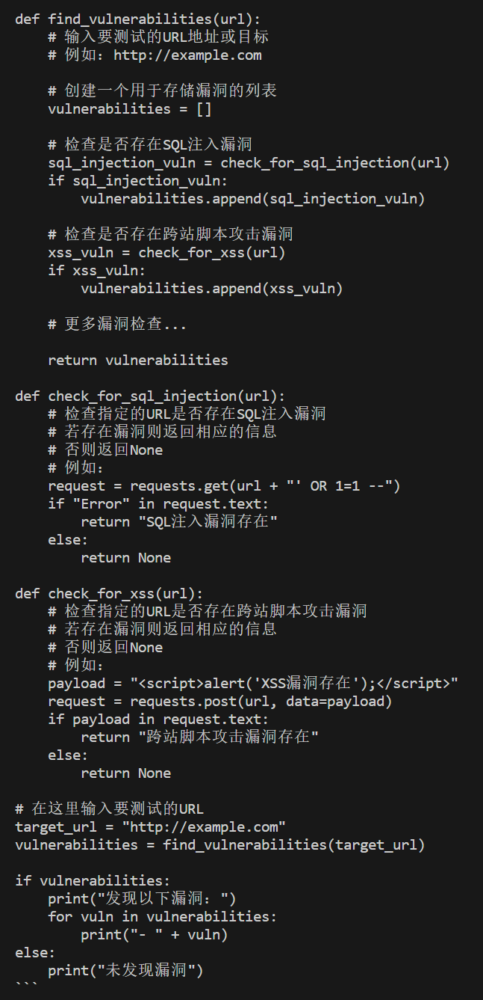 def find_vulnerabilities(url):
    # 输入要测试的URL地址或目标
    # 例如：http://example.com

    # 创建一个用于存储漏洞的列表
    vulnerabilities = []

    # 检查是否存在SQL注入漏洞
    sql_injection_vuln = check_for_sql_injection(url)
    if sql_injection_vuln:
        vulnerabilities.append(sql_injection_vuln)

    # 检查是否存在跨站脚本攻击漏洞
    xss_vuln = check_for_xss(url)
    if xss_vuln:
        vulnerabilities.append(xss_vuln)

    # 更多漏洞检查...

    return vulnerabilities

def check_for_sql_injection(url):
    # 检查指定的URL是否存在SQL注入漏洞
    # 若存在漏洞则返回相应的信息
    # 否则返回None
    # 例如：
    request = requests.get(url + "' OR 1=1 --")
    if "Error" in request.text:
        return "SQL注入漏洞存在"
    else:
        return None

def check_for_xss(url):
    # 检查指定的URL是否存在跨站脚本攻击漏洞
    # 若存在漏洞则返回相应的信息
    # 否则返回None
    # 例如：
    payload = "<script>alert('XSS漏洞存在');</script>"
    request = requests.post(url, data=payload)
    if payload in request.text:
        return "跨站脚本攻击漏洞存在"
    else:
        return None

# 在这里输入要测试的URL
target_url = "http://example.com"
vulnerabilities = find_vulnerabilities(target_url)

if vulnerabilities:
    print("发现以下漏洞：")
    for vuln in vulnerabilities:
        print("- " + vuln)
else:
    print("未发现漏洞")
```